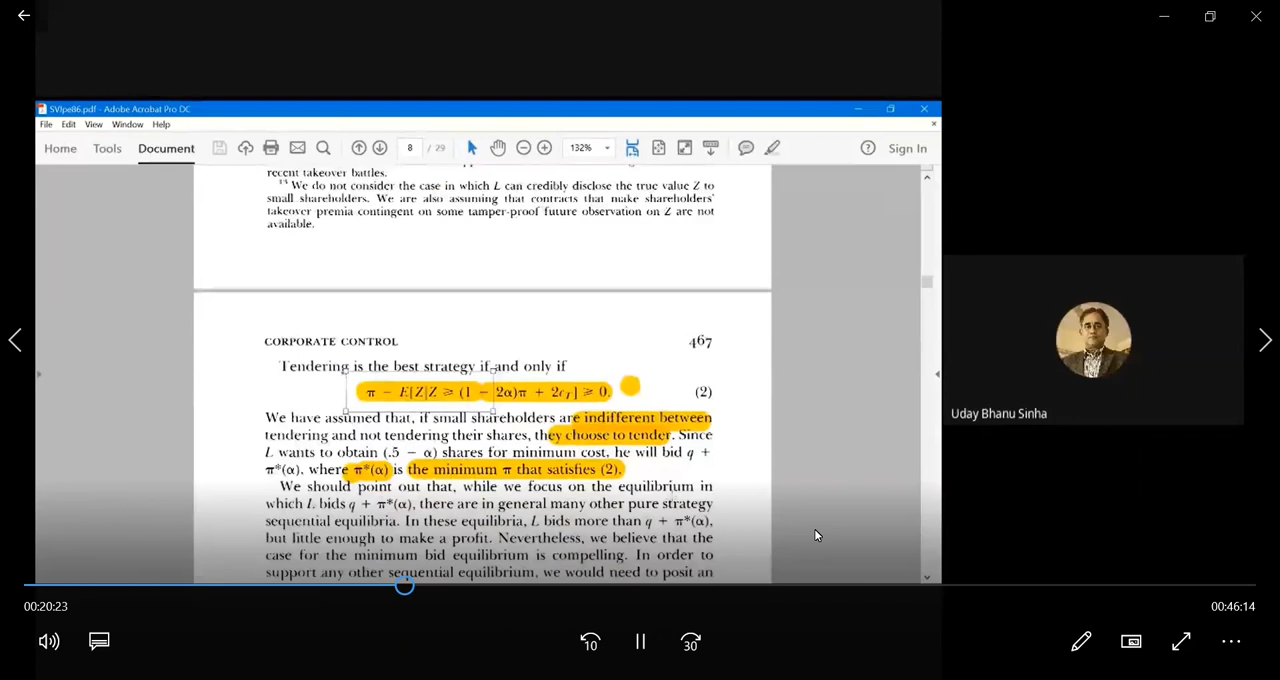 SVJpe86.pdf - Adobe Acrobat Pro DC
File Edit View Window Help
Home Tools Document 8 / 29 132% Sign In
recent takeover battles.
We do not consider the case in which L can credibly disclose the true value Z to
small shareholders. We are also assuming that contracts that make shareholders'
takeover premia contingent on some tamper-proof future observation on Z are not
available.
CORPORATE CONTROL 467
Tendering is the best strategy if and only if
π − E[Z|Z ⩾ (1 − 2α)π + 2c_T] ⩾ 0. (2)
We have assumed that, if small shareholders are indifferent between
tendering and not tendering their shares, they choose to tender. Since
L wants to obtain (.5 − α) shares for minimum cost, he will bid q +
π*(α), where π*(α) is the minimum π that satisfies (2).
We should point out that, while we focus on the equilibrium in
which L bids q + π*(α), there are in general many other pure strategy
sequential equilibria. In these equilibria, L bids more than q + π*(α),
but little enough to make a profit. Nevertheless, we believe that the
case for the minimum bid equilibrium is compelling. In order to
support any other sequential equilibrium, we would need to posit an
Uday Bhanu Sinha
00:20:23 00:46:14
10 30